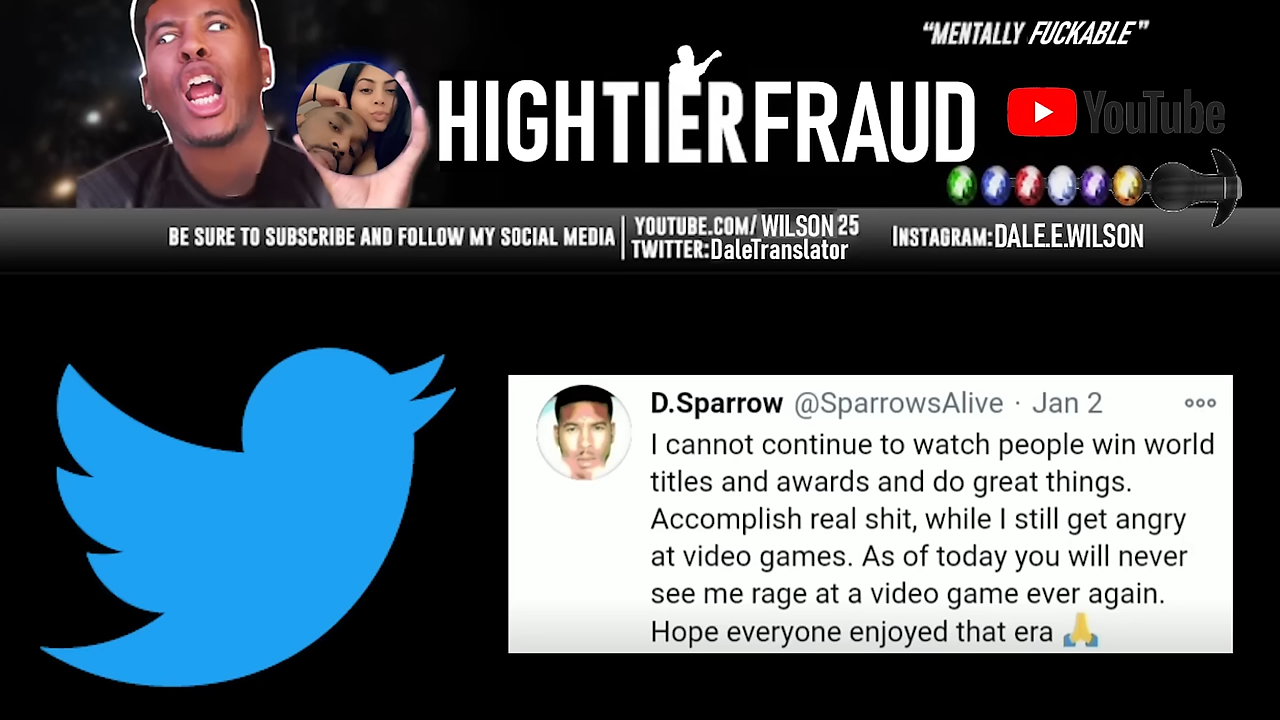 “MENTALLY FUCKABLE”
HIGHTIERFRAUD
YouTube
BE SURE TO SUBSCRIBE AND FOLLOW MY SOCIAL MEDIA
YOUTUBE.COM/ WILSON 25
TWITTER:DaleTranslator
INSTAGRAM:DALE.E.WILSON
D.Sparrow @SparrowsAlive · Jan 2
I cannot continue to watch people win world
titles and awards and do great things.
Accomplish real shit, while I still get angry
at video games. As of today you will never
see me rage at a video game ever again.
Hope everyone enjoyed that era 🙏